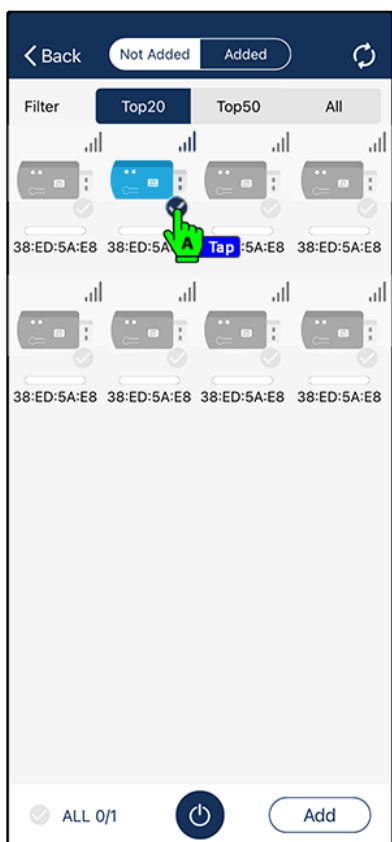 Back Not Added Added
Filter Top20 Top50 All
38:ED:5A:E8 38:ED:5A A Tap :5A:E8 38:ED:5A:E8
38:ED:5A:E8 38:ED:5A:E8 38:ED:5A:E8 38:ED:5A:E8
ALL 0/1 Add